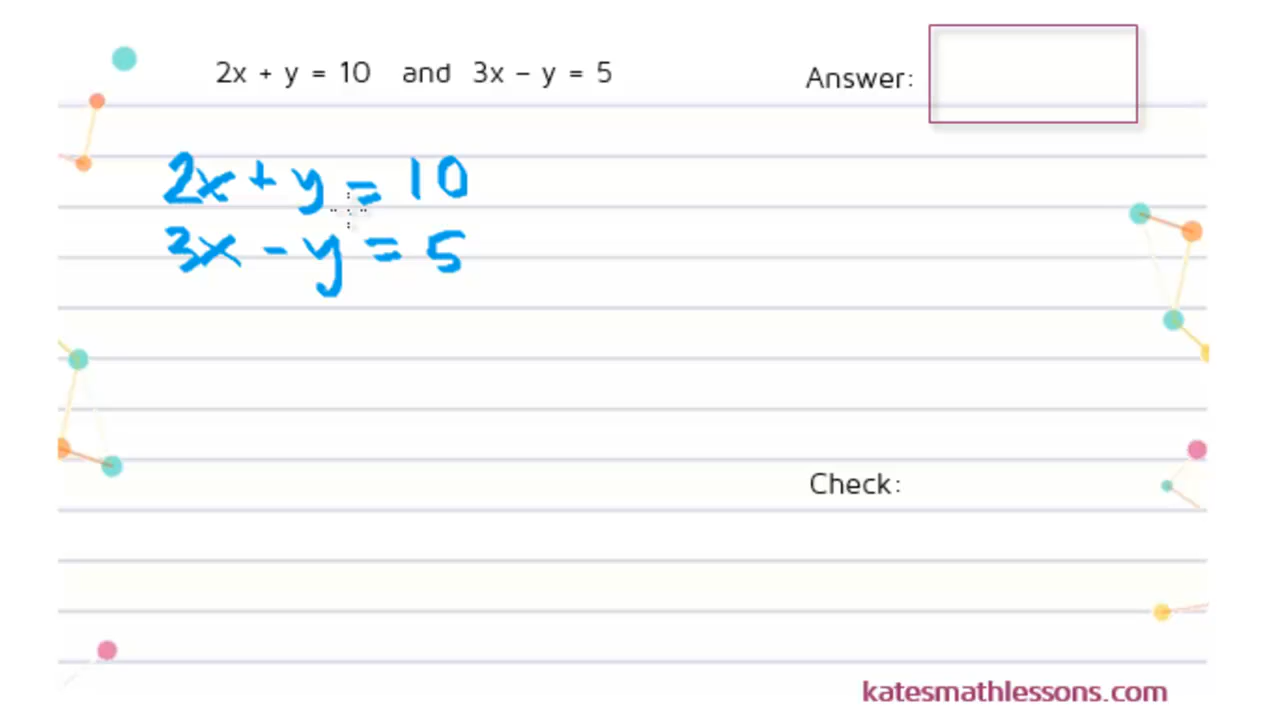 2x + y = 10 and 3x – y = 5
Answer:
2x + y = 10
3x - y = 5
Check:
katesmathlessons.com